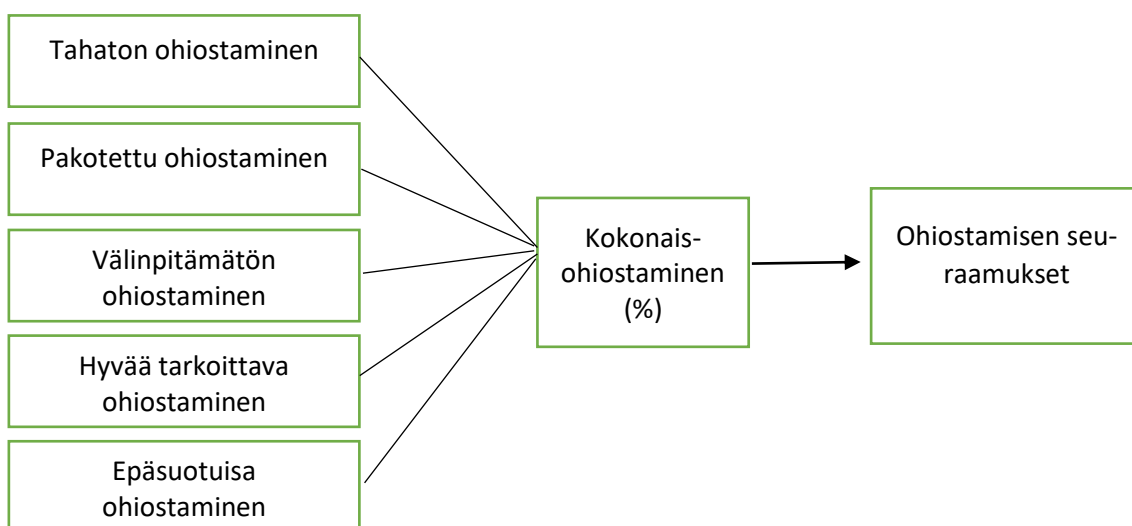 Tahaton ohiostaminen
Pakotettu ohiostaminen
Välinpitämätön
ohiostaminen
Hyvää tarkoittava
ohiostaminen
Epäsuotuisa
ohiostaminen
Kokonais-
ohiostaminen
(%)
Ohiostamisen seu-
raamukset